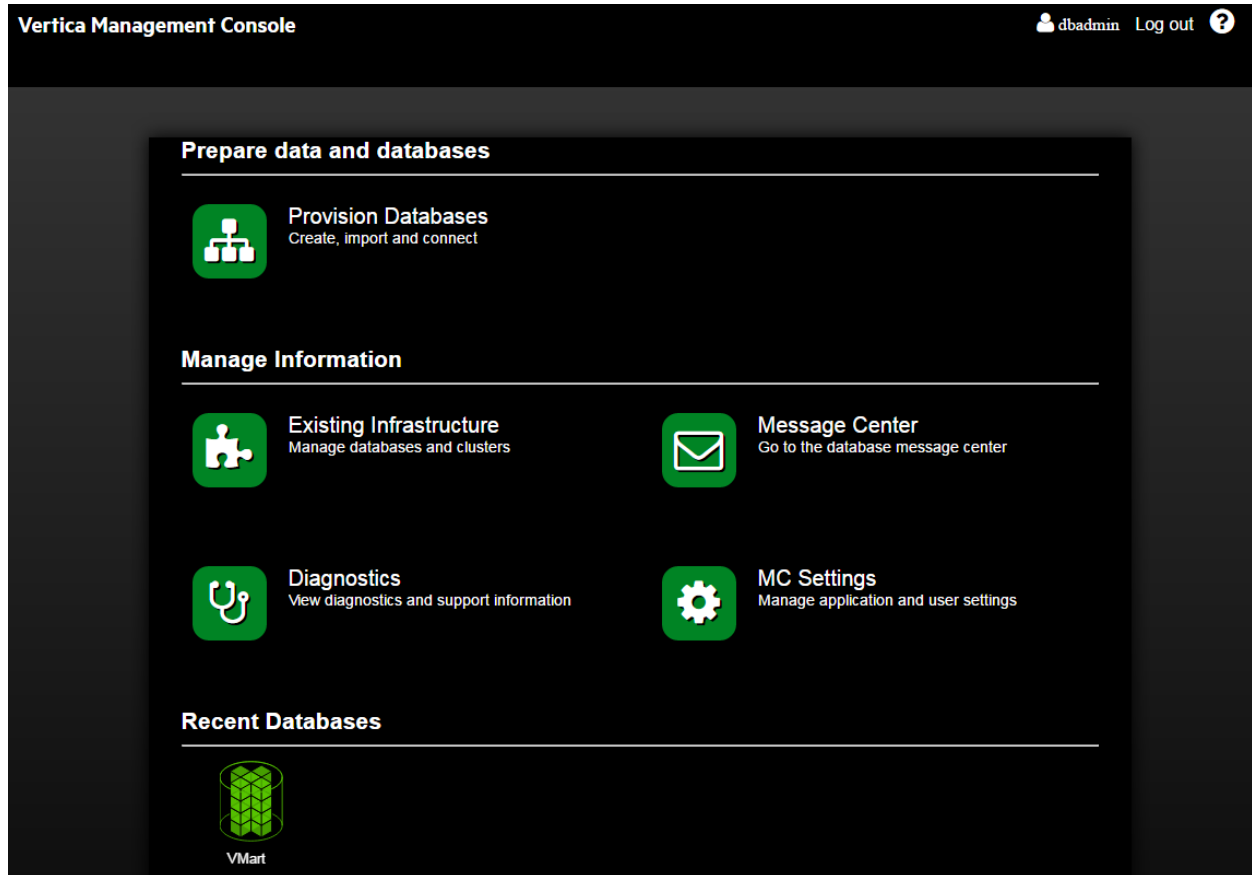 Vertica Management Console
dbadmin Log out ?
Prepare data and databases
Provision Databases
Create, import and connect
Manage Information
Existing Infrastructure
Manage databases and clusters
Message Center
Go to the database message center
Diagnostics
View diagnostics and support information
MC Settings
Manage application and user settings
Recent Databases
VMart